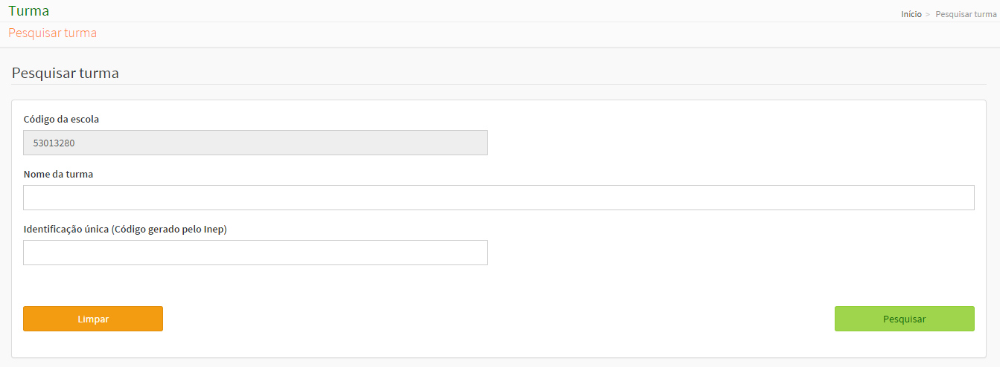 Turma
Início > Pesquisar turma
Pesquisar turma
Pesquisar turma
Código da escola
53013280
Nome da turma
Identificação única (Código gerado pelo Inep)
Limpar
Pesquisar